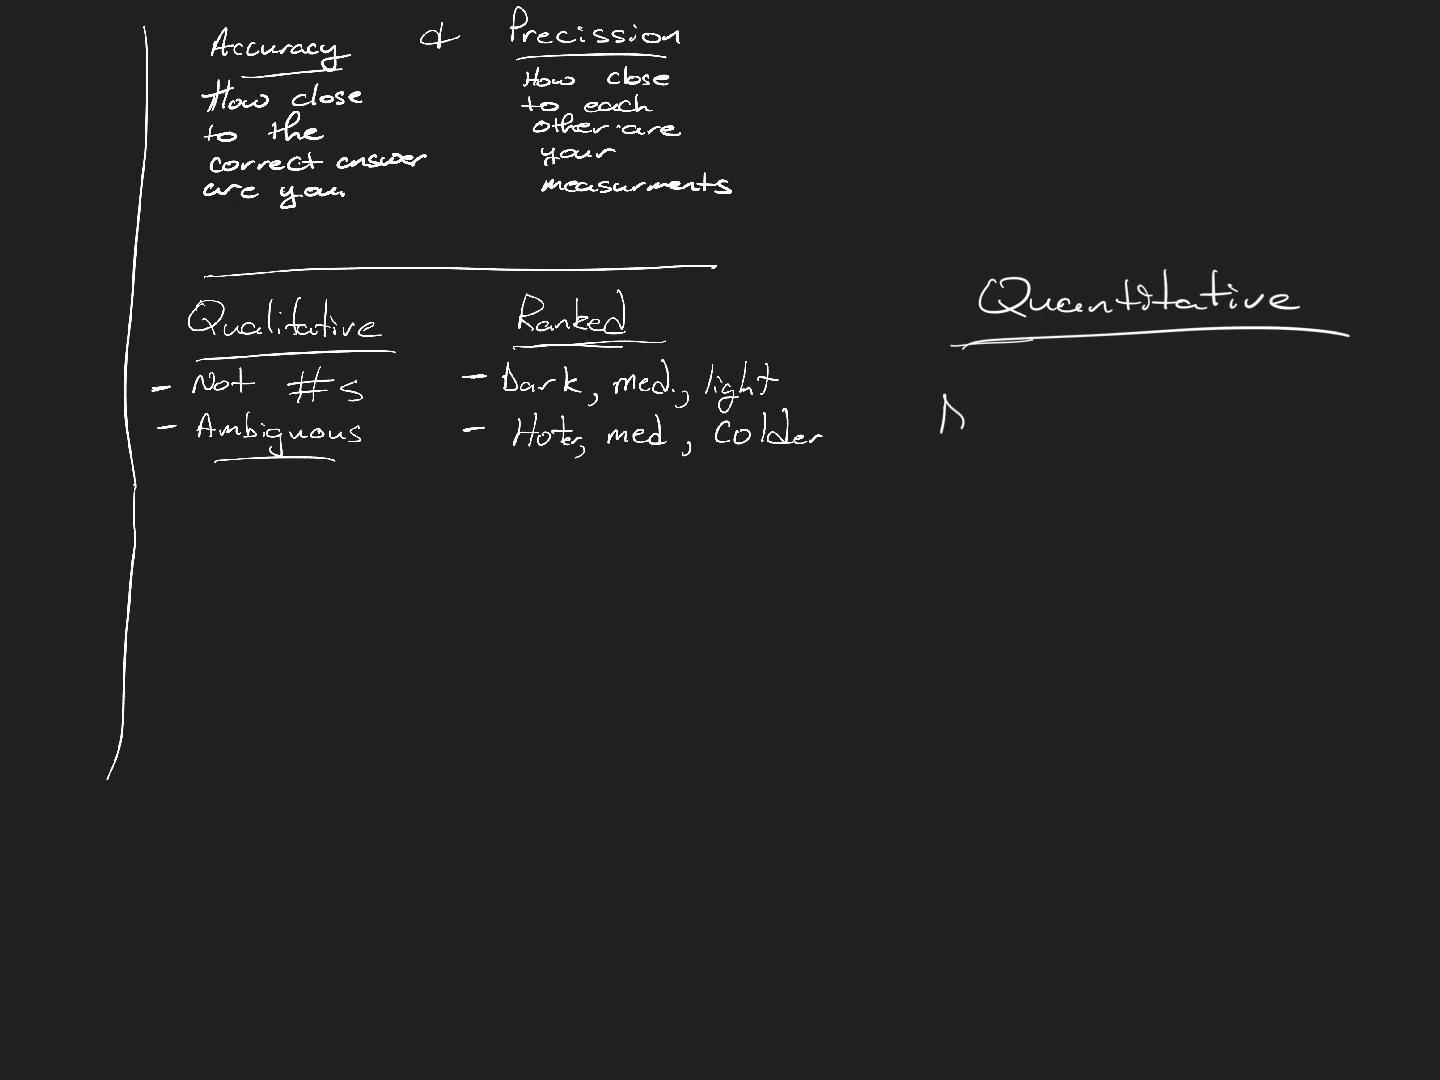 Accuracy & Precission
How close
to the
correct answer
are you
How close
to each
other are
your
measurments
Qualitative
- Not #s
- Ambiguous
Ranked
- Dark, med., light
- Hoter, med, Colder
Quantitative